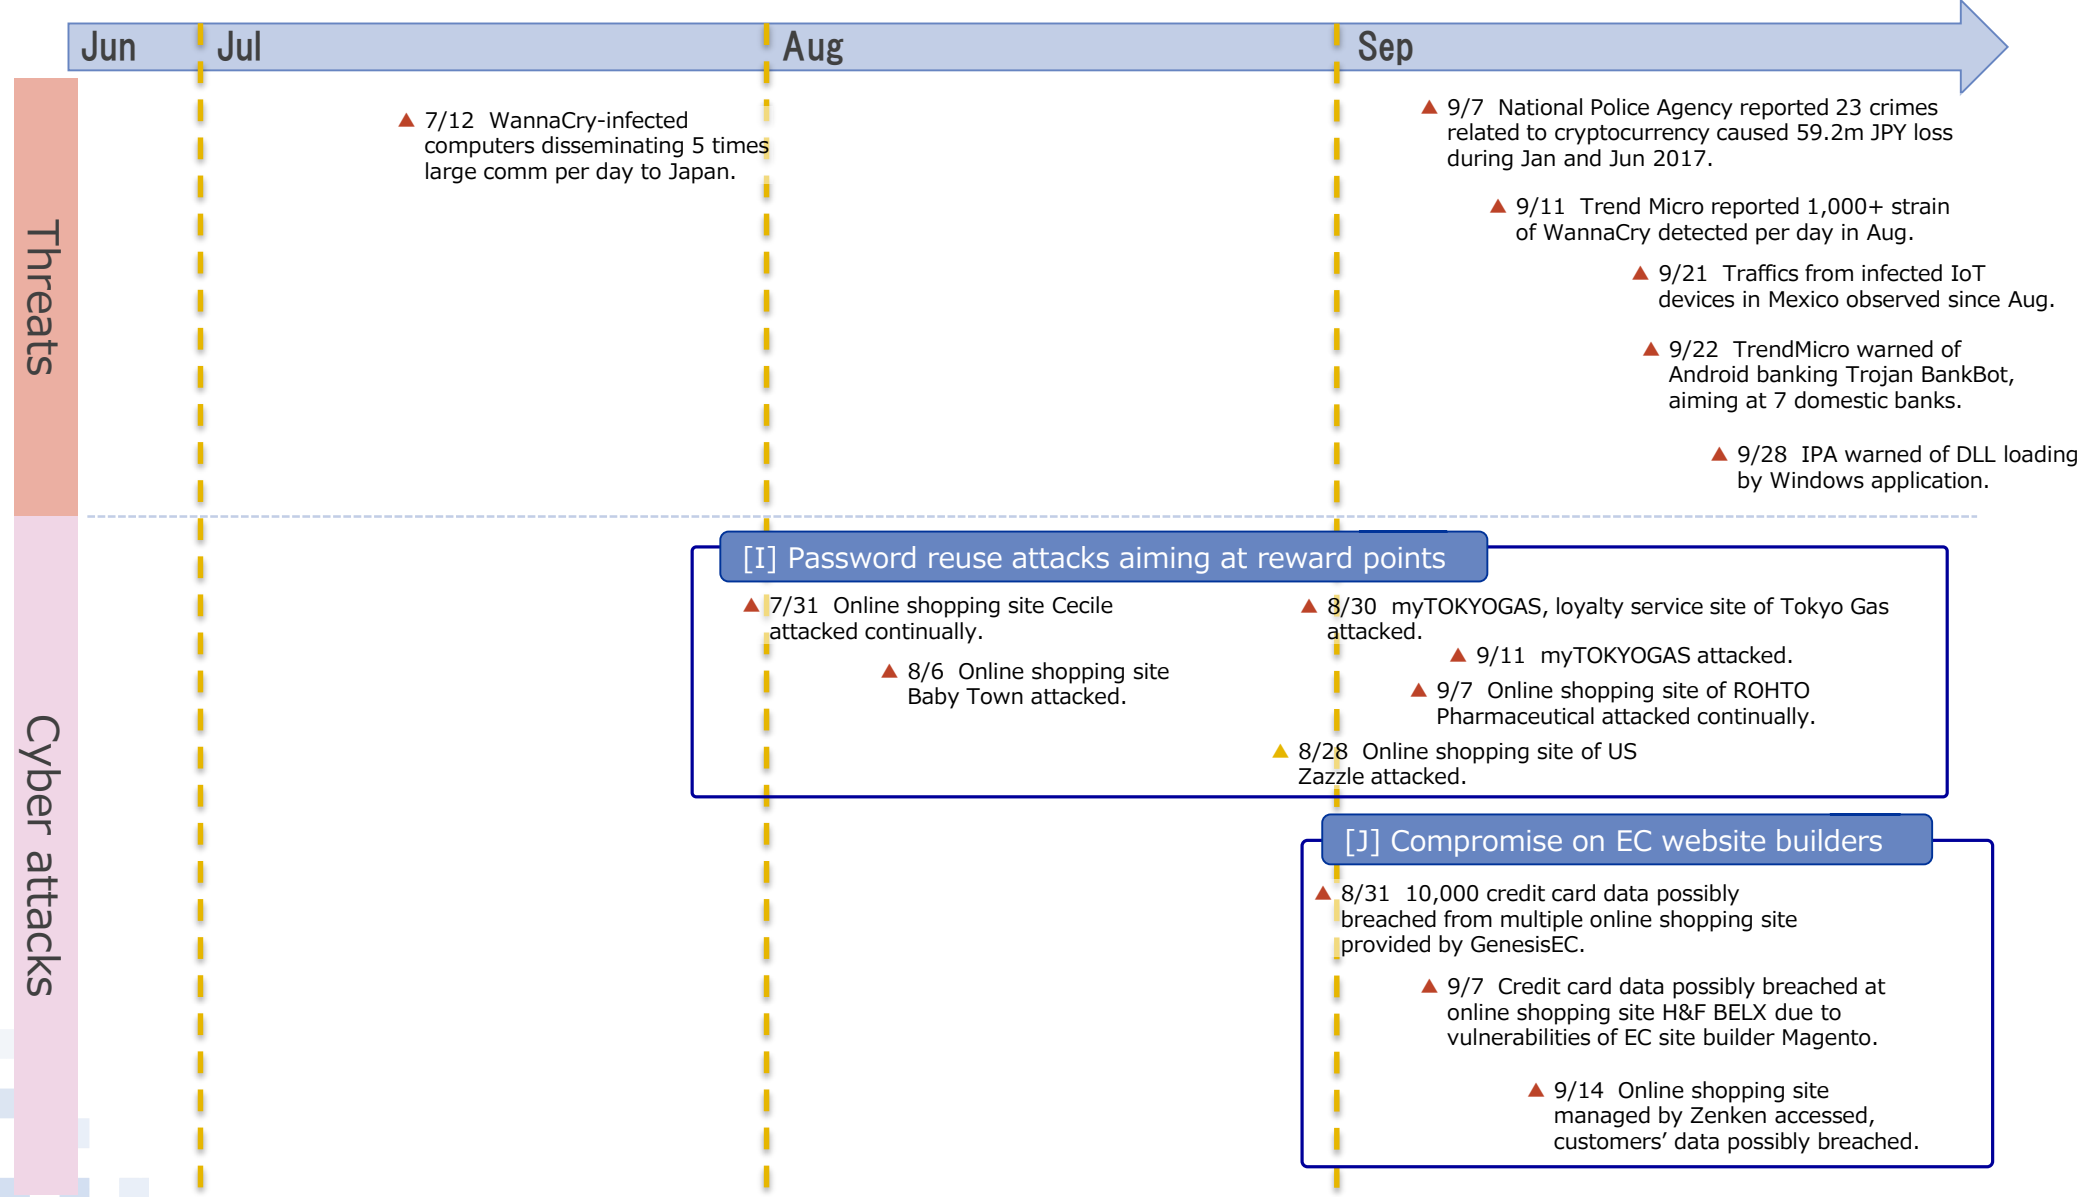 Jun
Jul
Aug
Sep
Threats
▲ 7/12 WannaCry-infected
computers disseminating 5 times
large comm per day to Japan.
▲ 9/7 National Police Agency reported 23 crimes
related to cryptocurrency caused 59.2m JPY loss
during Jan and Jun 2017.
▲ 9/11 Trend Micro reported 1,000+ strain
of WannaCry detected per day in Aug.
▲ 9/21 Traffics from infected IoT
devices in Mexico observed since Aug.
▲ 9/22 TrendMicro warned of
Android banking Trojan BankBot,
aiming at 7 domestic banks.
▲ 9/28 IPA warned of DLL loading
by Windows application.
Cyber attacks
[I] Password reuse attacks aiming at reward points
▲ 7/31 Online shopping site Cecile
attacked continually.
▲ 8/6 Online shopping site
Baby Town attacked.
▲ 8/30 myTOKYOGAS, loyalty service site of Tokyo Gas
attacked.
▲ 9/11 myTOKYOGAS attacked.
▲ 9/7 Online shopping site of ROHTO
Pharmaceutical attacked continually.
▲ 8/28 Online shopping site of US
Zazzle attacked.
[J] Compromise on EC website builders
▲ 8/31 10,000 credit card data possibly
breached from multiple online shopping site
provided by GenesisEC.
▲ 9/7 Credit card data possibly breached at
online shopping site H&F BELX due to
vulnerabilities of EC site builder Magento.
▲ 9/14 Online shopping site
managed by Zenken accessed,
customers’ data possibly breached.